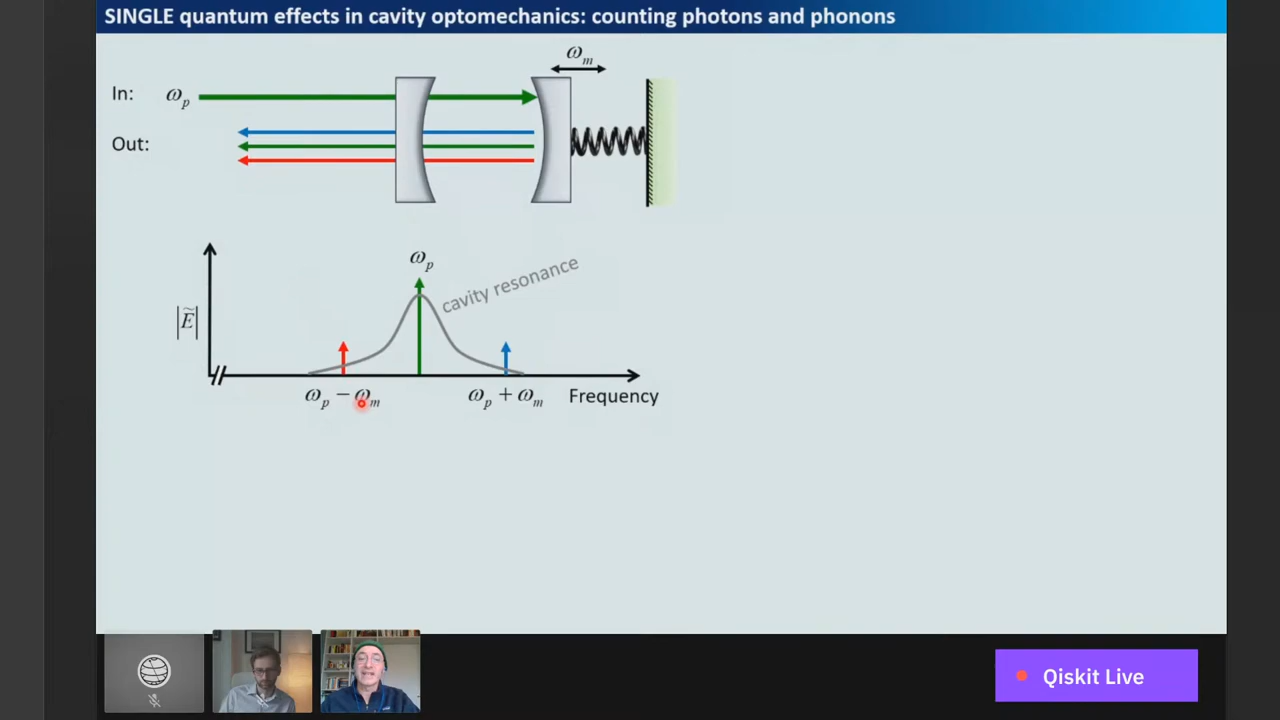 SINGLE quantum effects in cavity optomechanics: counting photons and phonons
ω_m
In: ω_p
Out:
ω_p
cavity resonance
|Ẽ|
ω_p − ω_m ω_p + ω_m Frequency
Qiskit Live